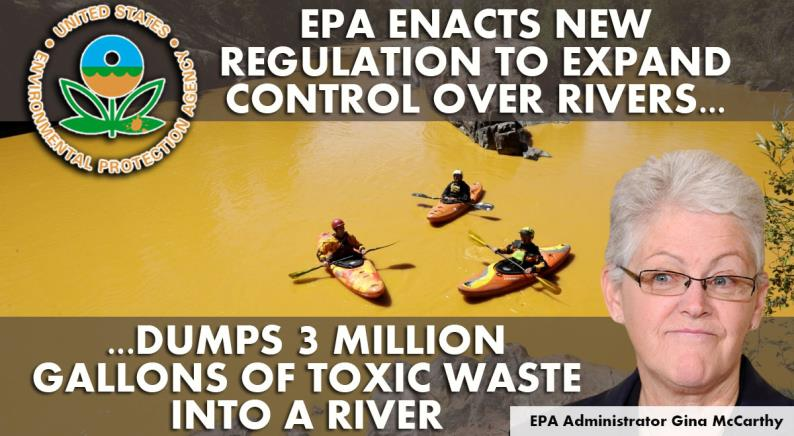 UNITED STATES
ENVIRONMENTAL PROTECTION AGENCY
EPA ENACTS NEW
REGULATION TO EXPAND
CONTROL OVER RIVERS...
...DUMPS 3 MILLION
GALLONS OF TOXIC WASTE
INTO A RIVER
EPA Administrator Gina McCarthy